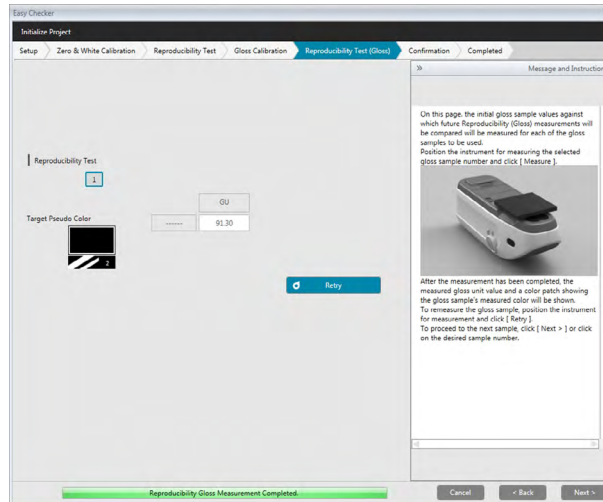 Easy Checker
Initialize Project
Setup
Zero & White Calibration
Reproducibility Test
Gloss Calibration
Reproducibility Test (Gloss)
Confirmation
Completed
»
Message and Instruction
On this page, the initial gloss sample values against
which future Reproducibility (Gloss) measurements will
be compared will be measured for each of the gloss
samples to be used.
Position the instrument for measuring the selected
gloss sample number and click [ Measure ].
Reproducibility Test
1
GU
Target Pseudo Color
------
91.30
2
Retry
After the measurement has been completed, the
measured gloss unit value and a color patch showing
the gloss sample's measured color will be shown.
To remeasure the gloss sample, position the instrument
for measurement and click [ Retry ].
To proceed to the next sample, click [ Next > ] or click
on the desired sample number.
Reproducibility Gloss Measurement Completed.
Cancel
< Back
Next >